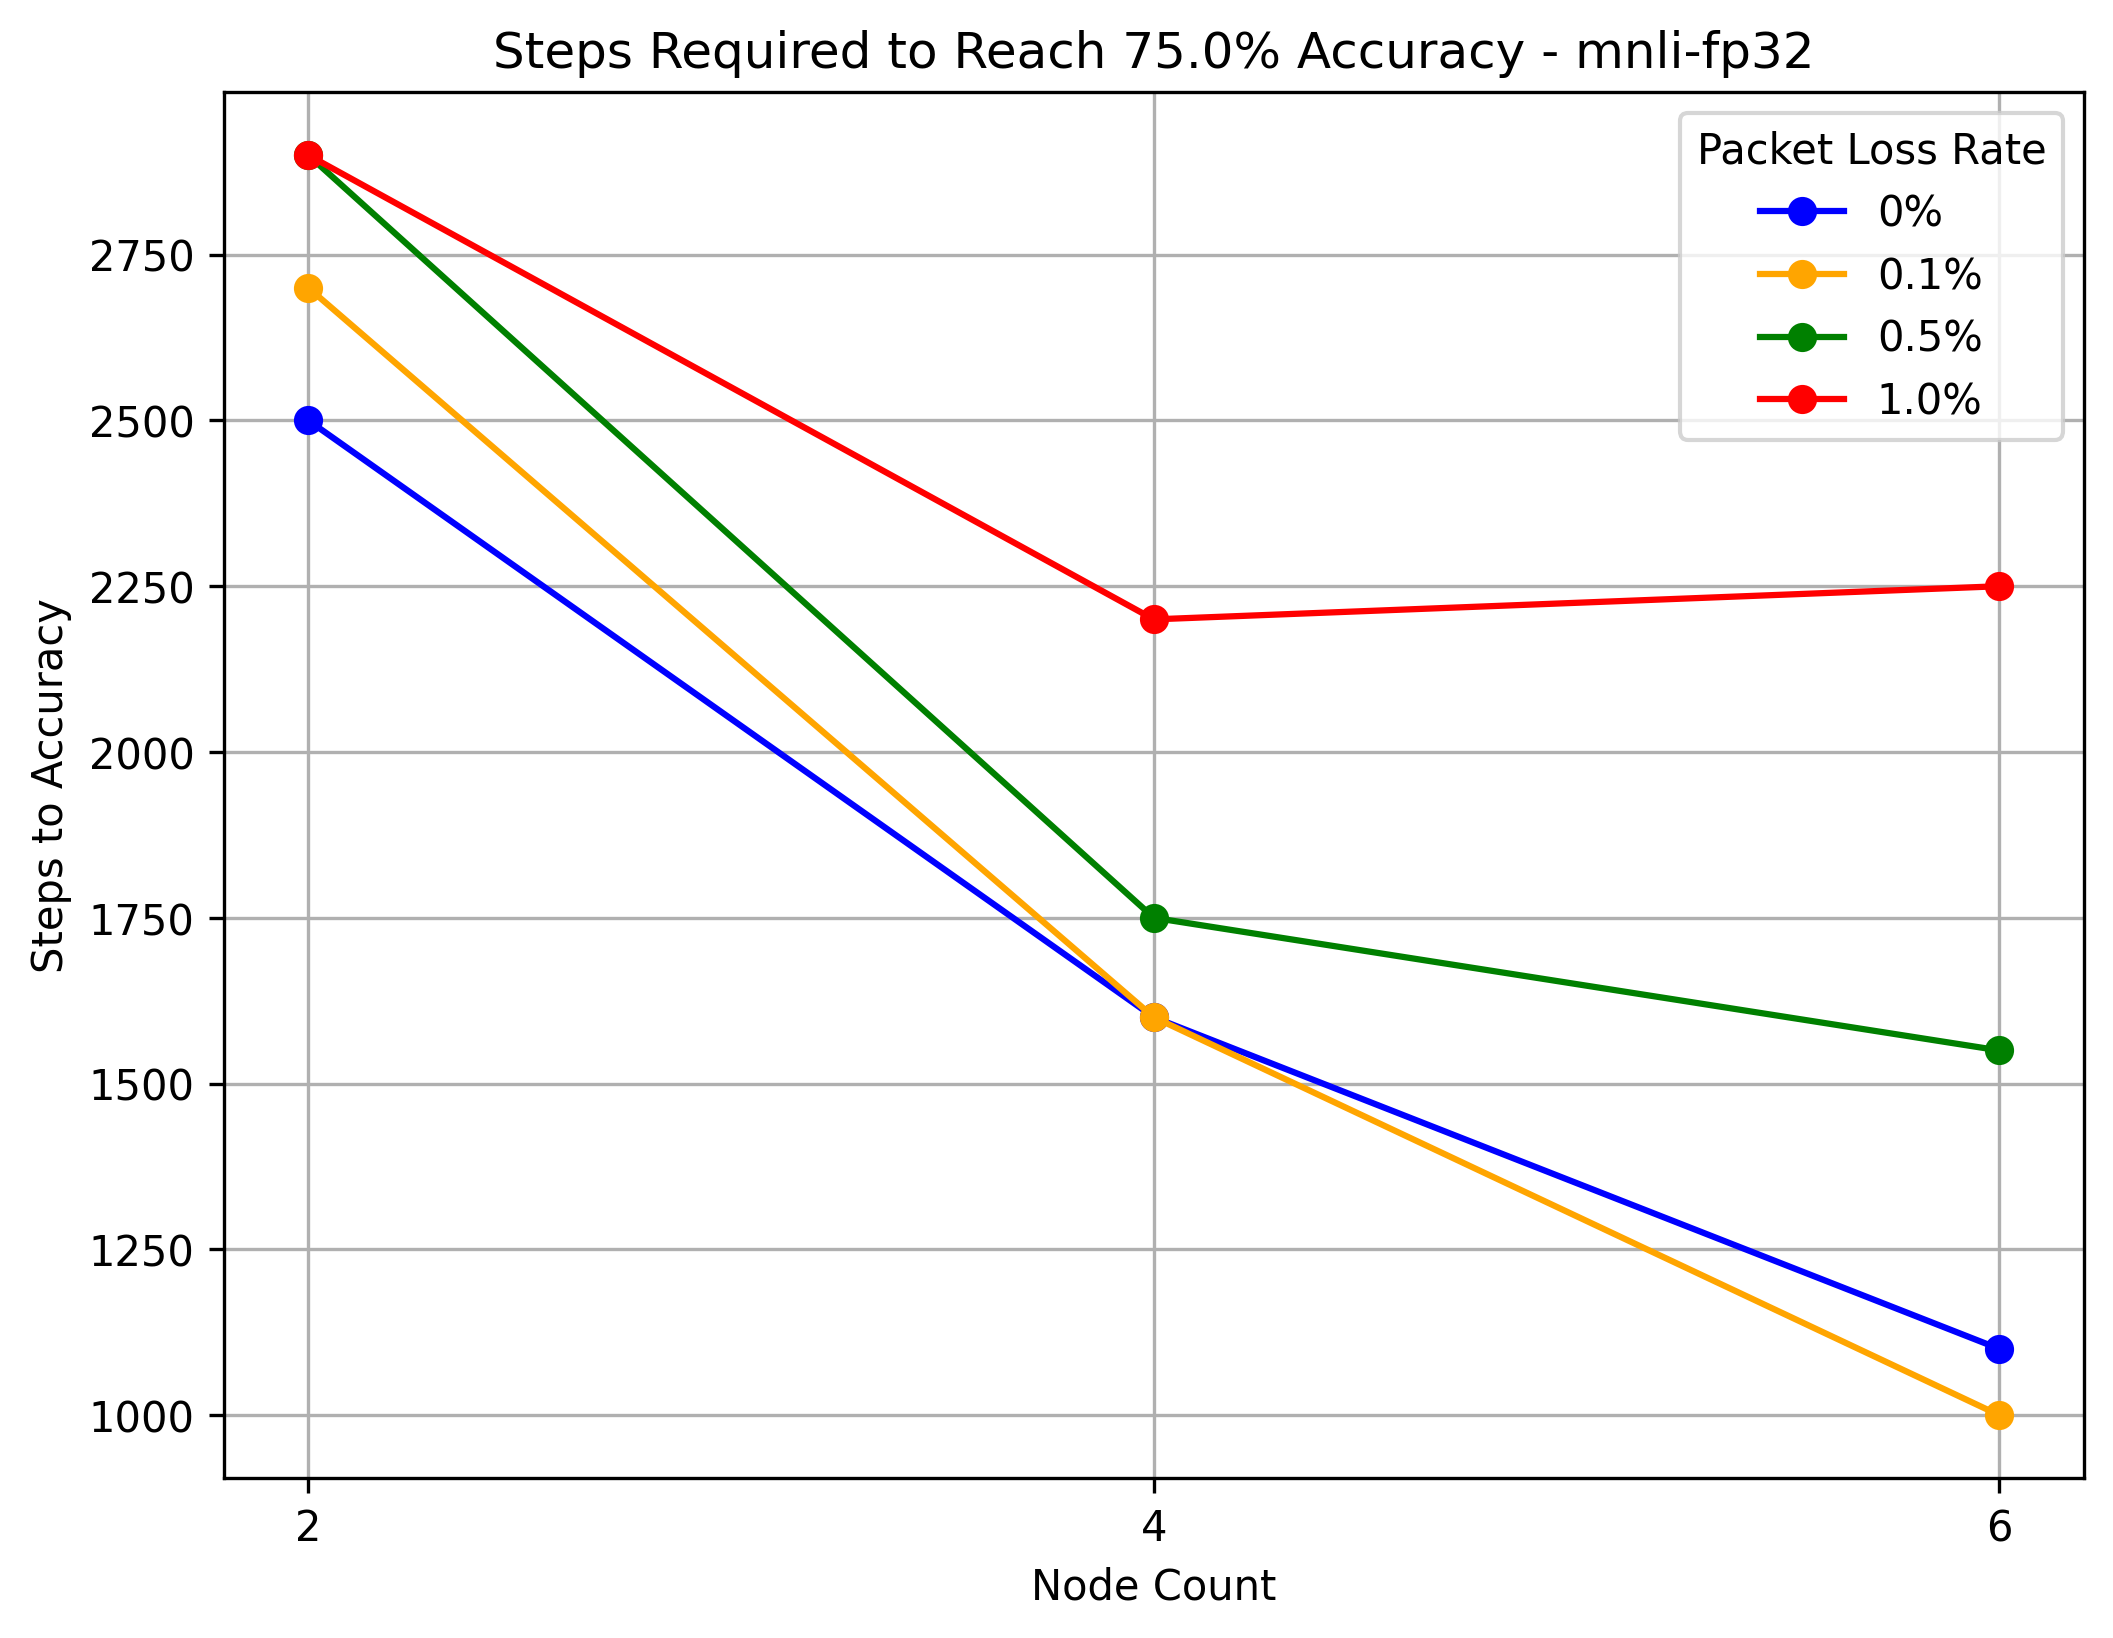 Steps Required to Reach 75.0% Accuracy - mnli-fp32
Packet Loss Rate
0%
0.1%
0.5%
1.0%
Steps to Accuracy
2750
2500
2250
2000
1750
1500
1250
1000
2 4 6
Node Count